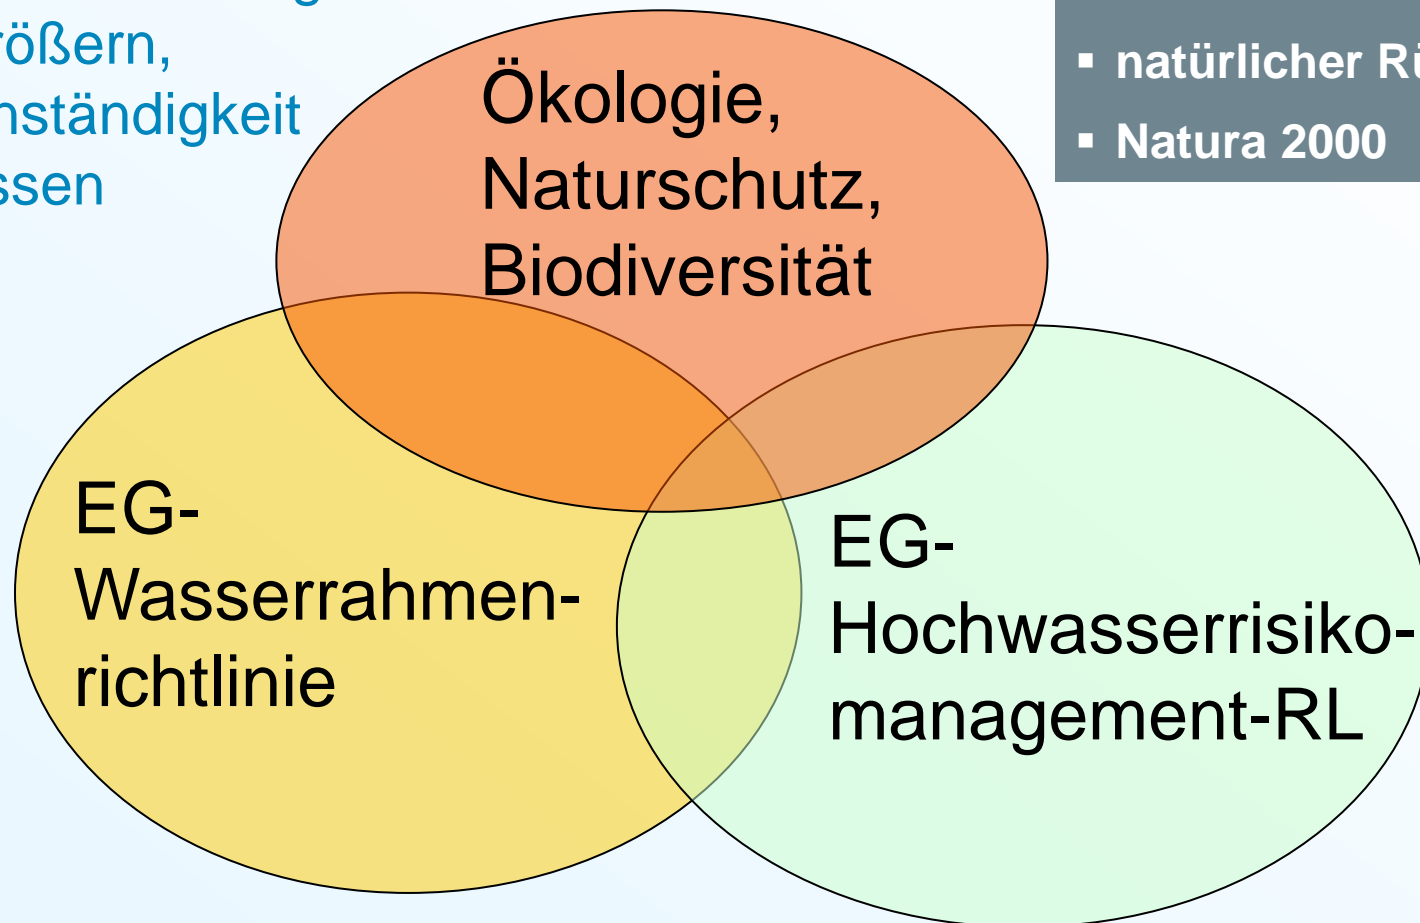 rößern,
nständigkeit
ssen
Ökologie,
Naturschutz,
Biodiversität
▪ natürlicher Rü
▪ Natura 2000
EG-
Wasserrahmen-
richtlinie
EG-
Hochwasserrisiko-
management-RL